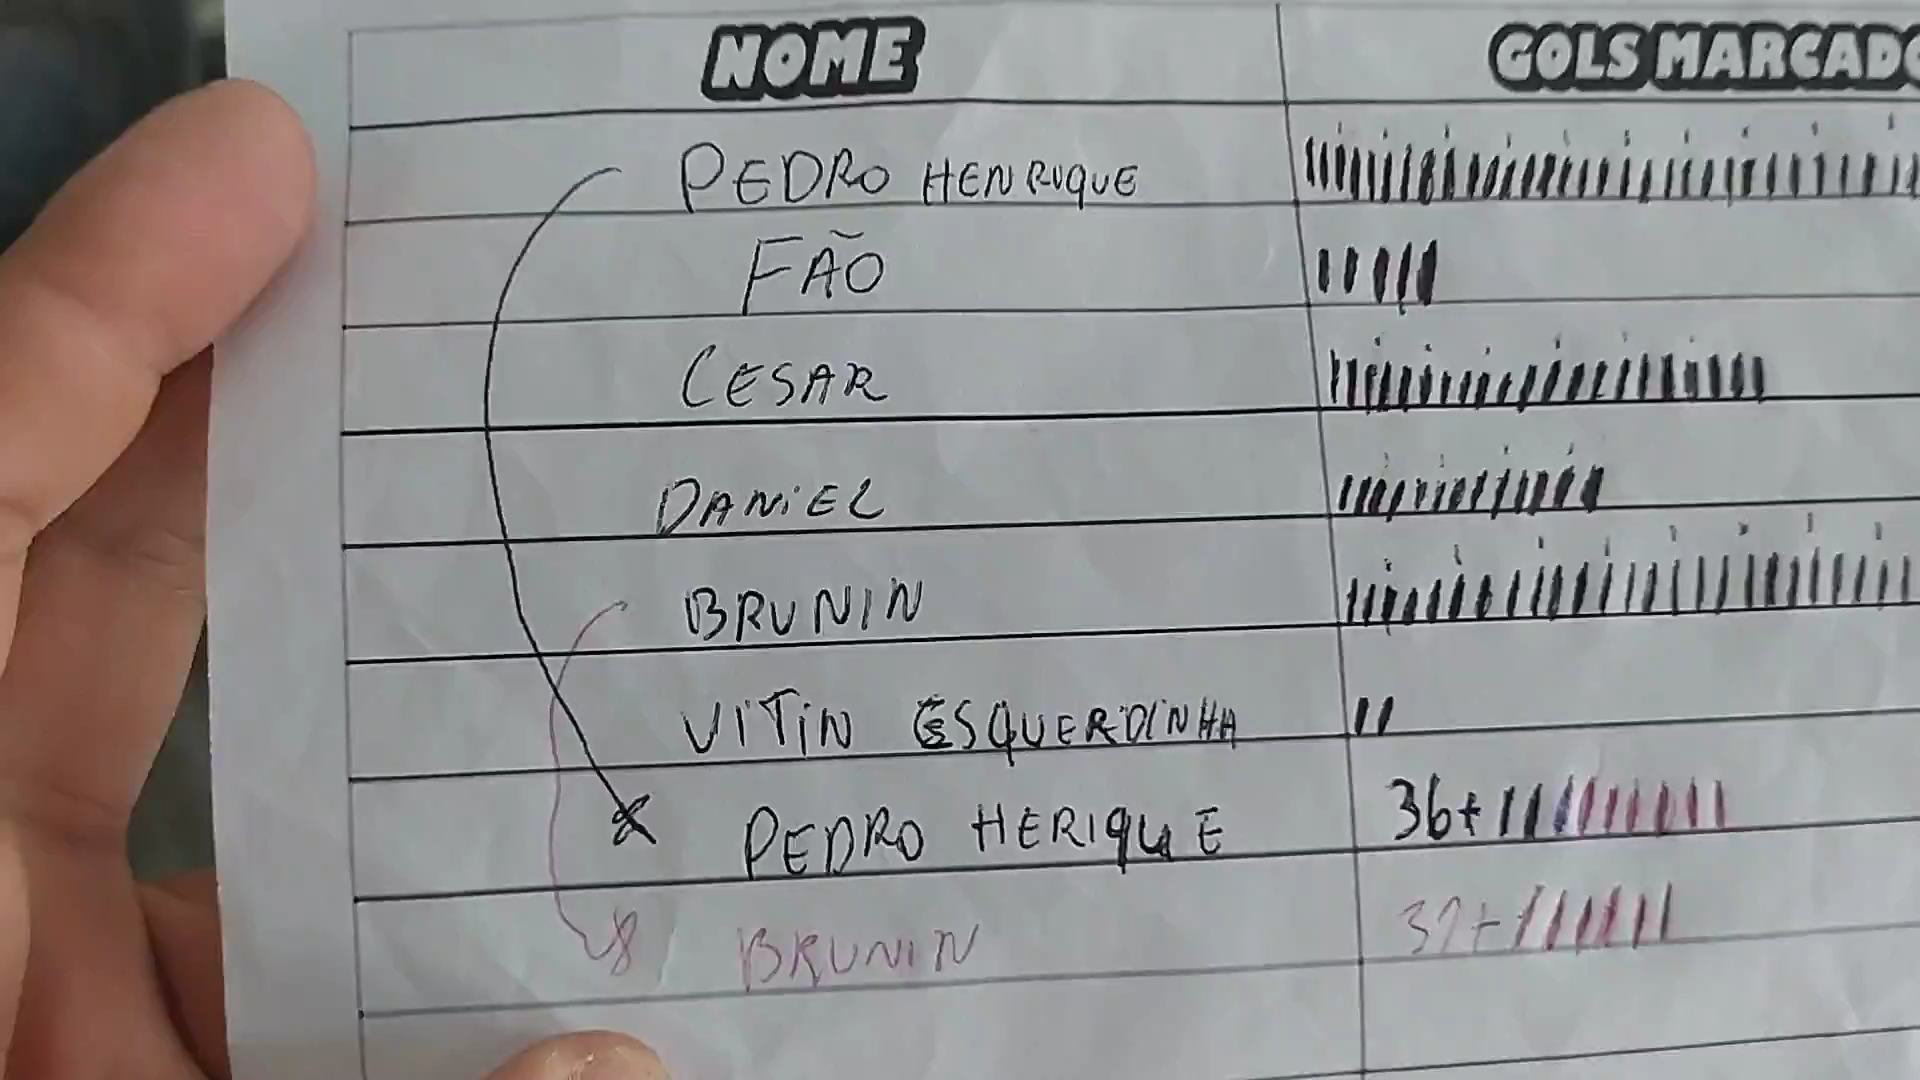 NOME GOLS MARCADO
PEDRO HENRIQUE
FÃO
CESAR
DANIEL
BRUNIN
VITIN ESQUERDINHA
PEDRO HERIQUE 36+
BRUNIN